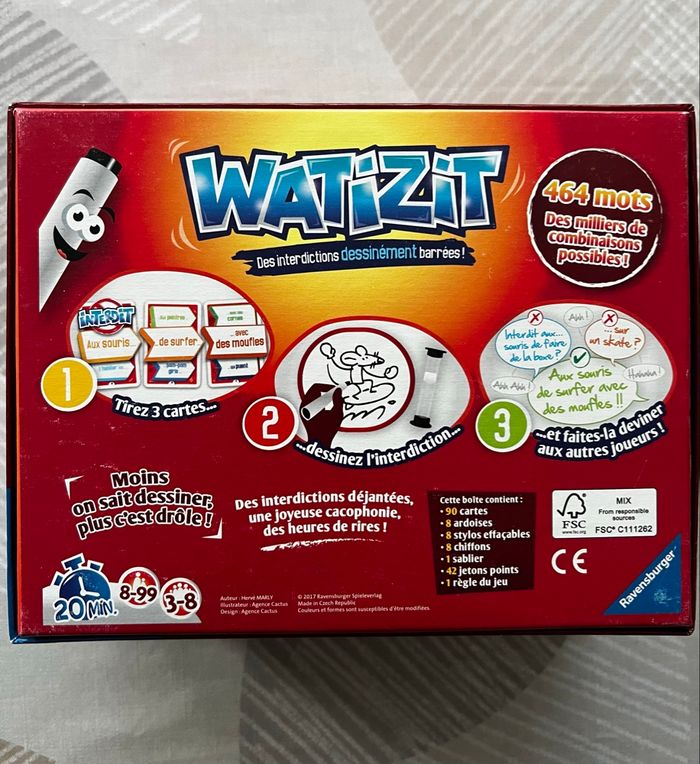 WATiZiT
Des interdictions dessinément barrées !
464 mots
Des milliers de
combinaisons
possibles !
INTERDIT
Aux souris...
...de surfer...
...avec
des moufles
1
Tirez 3 cartes...
2
...dessinez l'interdiction...
Ahh !
Interdit aux...
souris de faire
de la boxe ?
...sur
un skate ?
Ahh Ahh !
Hahaha !
Aux souris
de surfer avec
des moufles !!
3
...et faites-la deviner
aux autres joueurs !
Moins
on sait dessiner,
plus c'est drôle !
Des interdictions déjantées,
une joyeuse cacophonie,
des heures de rires !
Cette boîte contient :
• 90 cartes
• 8 ardoises
• 8 stylos effaçables
• 8 chiffons
• 1 sablier
• 42 jetons points
• 1 règle du jeu
FSC
www.fsc.org
MIX
From responsible
sources
FSC® C111262
CE
20 MIN.
8-99
3-8
Auteur : Hervé MARLY
Illustrateur : Agence Cactus
Design : Agence Cactus
© 2017 Ravensburger Spieleverlag
Made in Czech Republic
Couleurs et formes sont susceptibles d'être modifiées.
Ravensburger